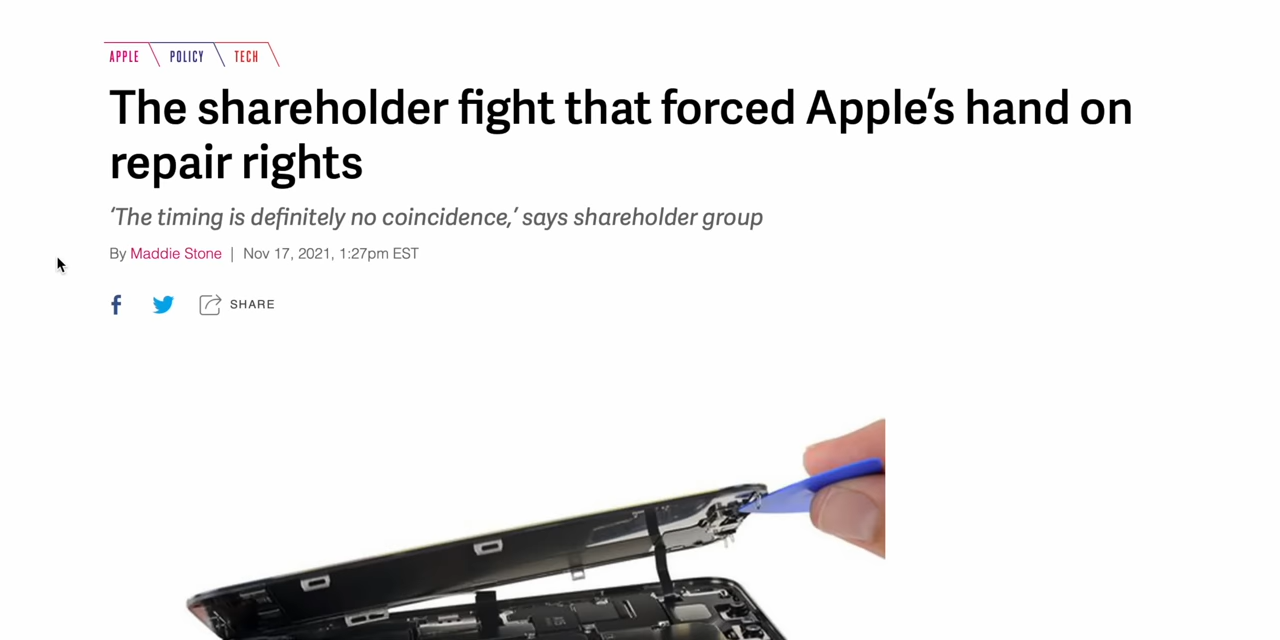 APPLE POLICY TECH
The shareholder fight that forced Apple’s hand on
repair rights
‘The timing is definitely no coincidence,’ says shareholder group
By Maddie Stone | Nov 17, 2021, 1:27pm EST
SHARE